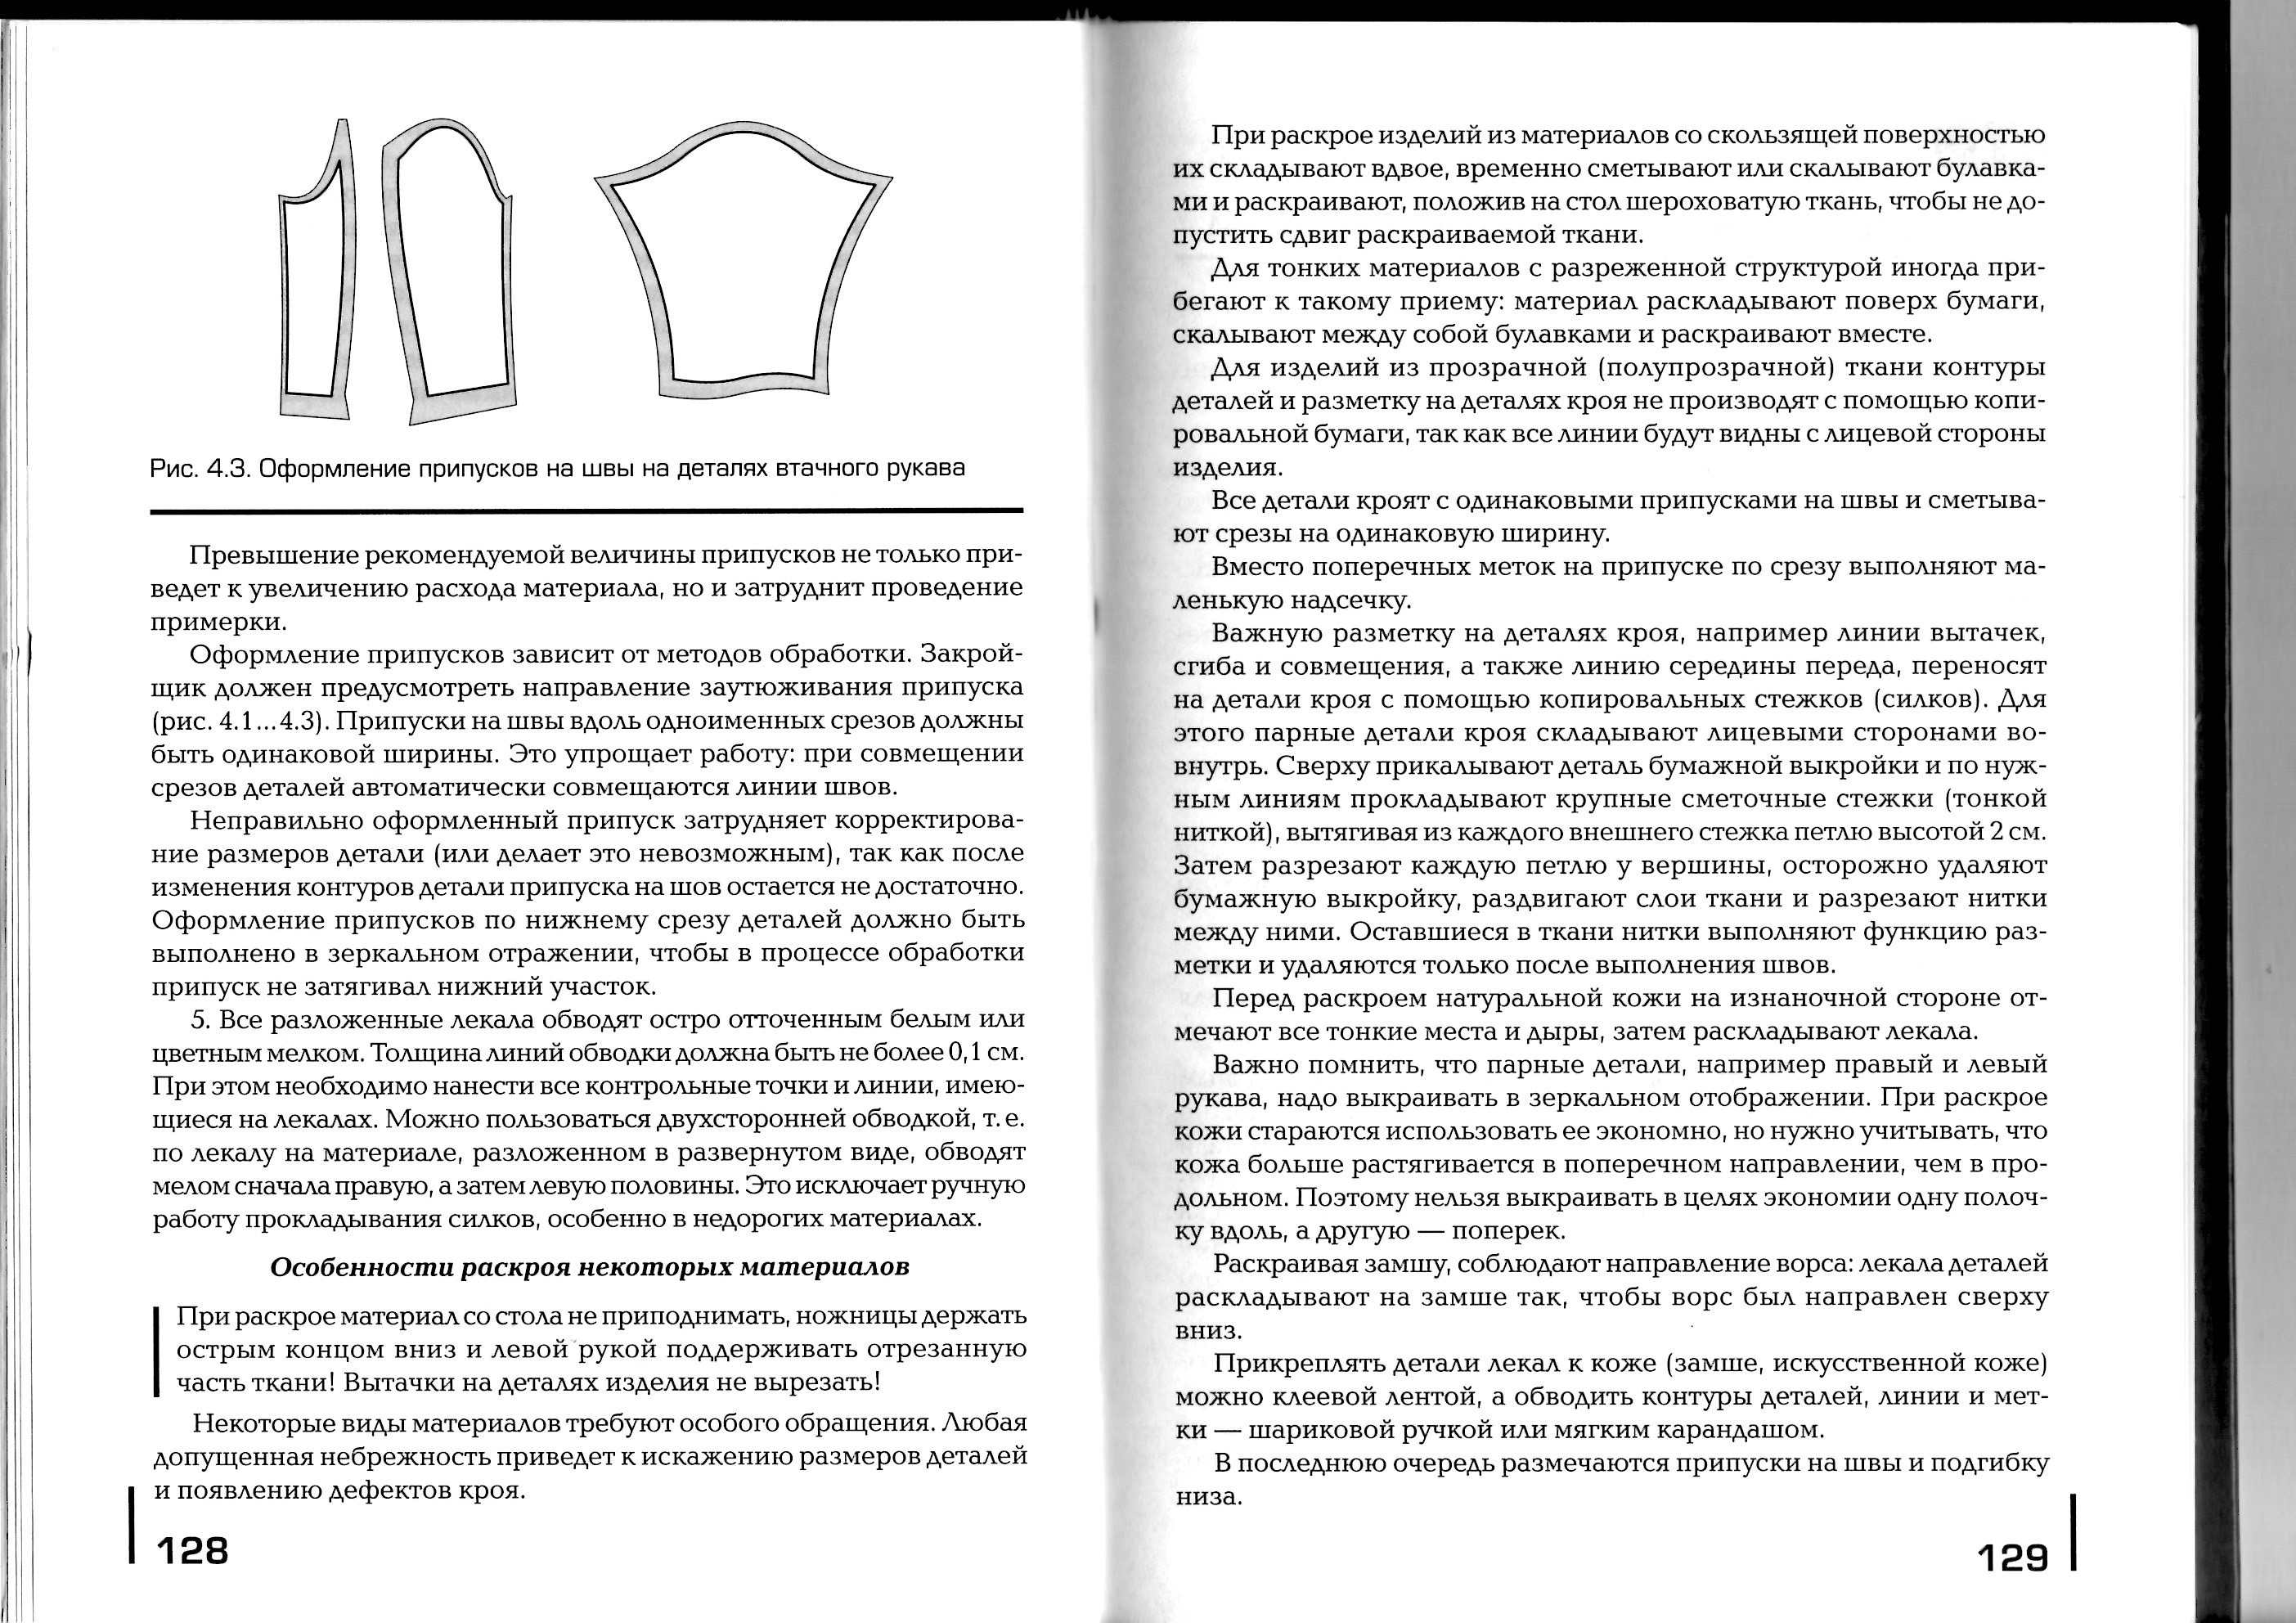 Рис. 4.3. Оформление припусков на швы на деталях втачного рукава
Превышение рекомендуемой величины припусков не только при-
ведет к увеличению расхода материала, но и затруднит проведение
примерки.
Оформление припусков зависит от методов обработки. Закрой-
щик должен предусмотреть направление заутюживания припуска
(рис. 4.1...4.3). Припуски на швы вдоль одноименных срезов должны
быть одинаковой ширины. Это упрощает работу: при совмещении
срезов деталей автоматически совмещаются линии швов.
Неправильно оформленный припуск затрудняет корректирова-
ние размеров детали (или делает это невозможным), так как после
изменения контуров детали припуска на шов остается не достаточно.
Оформление припусков по нижнему срезу деталей должно быть
выполнено в зеркальном отражении, чтобы в процессе обработки
припуск не затягивал нижний участок.
5. Все разложенные лекала обводят остро отточенным белым или
цветным мелком. Толщина линий обводки должна быть не более 0,1 см.
При этом необходимо нанести все контрольные точки и линии, имею-
щиеся на лекалах. Можно пользоваться двухсторонней обводкой, т. е.
по лекалу на материале, разложенном в развернутом виде, обводят
мелом сначала правую, а затем левую половины. Это исключает ручную
работу прокладывания силков, особенно в недорогих материалах.
Особенности раскроя некоторых материалов
При раскрое материал со стола не приподнимать, ножницы держать
острым концом вниз и левой рукой поддерживать отрезанную
часть ткани! Вытачки на деталях изделия не вырезать!
Некоторые виды материалов требуют особого обращения. Любая
допущенная небрежность приведет к искажению размеров деталей
и появлению дефектов кроя.
128
При раскрое изделий из материалов со скользящей поверхностью
их складывают вдвое, временно сметывают или скалывают булавка-
ми и раскраивают, положив на стол шероховатую ткань, чтобы не до-
пустить сдвиг раскраиваемой ткани.
Для тонких материалов с разреженной структурой иногда при-
бегают к такому приему: материал раскладывают поверх бумаги,
скалывают между собой булавками и раскраивают вместе.
Для изделий из прозрачной (полупрозрачной) ткани контуры
деталей и разметку на деталях кроя не производят с помощью копи-
ровальной бумаги, так как все линии будут видны с лицевой стороны
изделия.
Все детали кроят с одинаковыми припусками на швы и сметыва-
ют срезы на одинаковую ширину.
Вместо поперечных меток на припуске по срезу выполняют ма-
ленькую надсечку.
Важную разметку на деталях кроя, например линии вытачек,
сгиба и совмещения, а также линию середины переда, переносят
на детали кроя с помощью копировальных стежков (силков). Для
этого парные детали кроя складывают лицевыми сторонами во-
внутрь. Сверху прикалывают деталь бумажной выкройки и по нуж-
ным линиям прокладывают крупные сметочные стежки (тонкой
ниткой), вытягивая из каждого внешнего стежка петлю высотой 2 см.
Затем разрезают каждую петлю у вершины, осторожно удаляют
бумажную выкройку, раздвигают слои ткани и разрезают нитки
между ними. Оставшиеся в ткани нитки выполняют функцию раз-
метки и удаляются только после выполнения швов.
Перед раскроем натуральной кожи на изнаночной стороне от-
мечают все тонкие места и дыры, затем раскладывают лекала.
Важно помнить, что парные детали, например правый и левый
рукава, надо выкраивать в зеркальном отображении. При раскрое
кожи стараются использовать ее экономно, но нужно учитывать, что
кожа больше растягивается в поперечном направлении, чем в про-
дольном. Поэтому нельзя выкраивать в целях экономии одну полоч-
ку вдоль, а другую — поперек.
Раскраивая замшу, соблюдают направление ворса: лекала деталей
раскладывают на замше так, чтобы ворс был направлен сверху
вниз.
Прикреплять детали лекал к коже (замше, искусственной коже)
можно клеевой лентой, а обводить контуры деталей, линии и мет-
ки — шариковой ручкой или мягким карандашом.
В последнюю очередь размечаются припуски на швы и подгибку
низа.
129